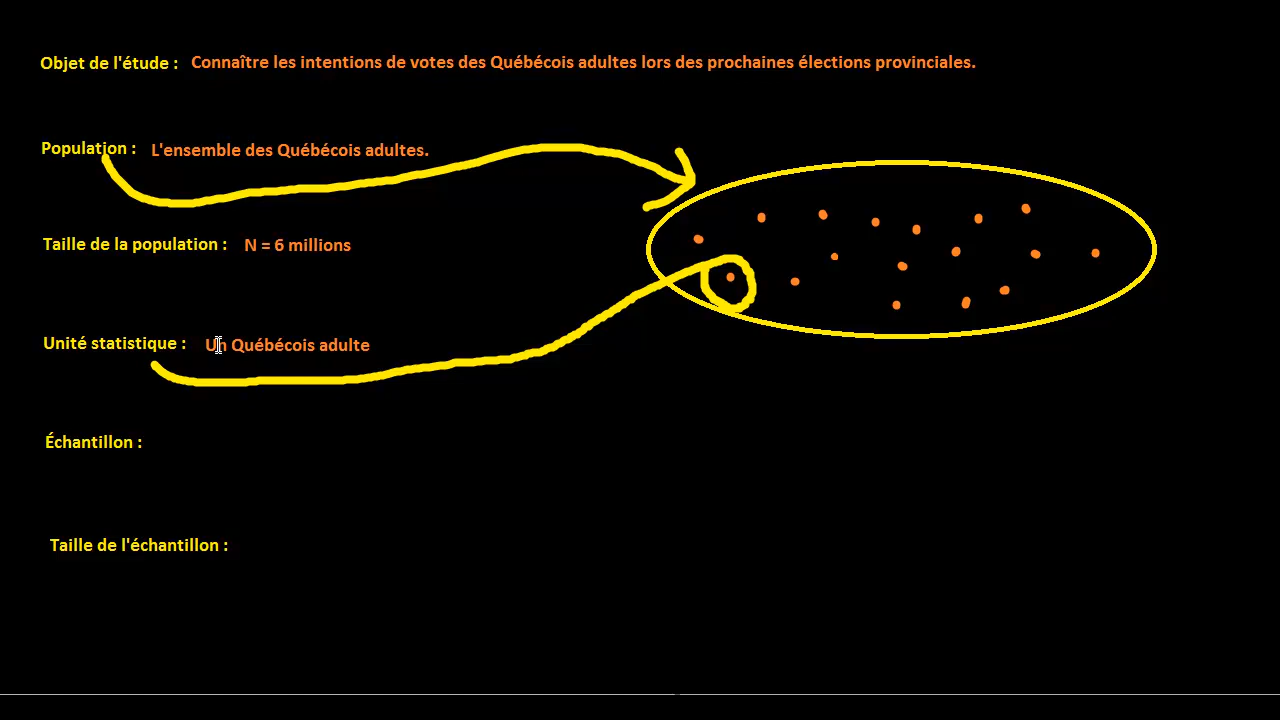 Objet de l'étude : Connaître les intentions de votes des Québécois adultes lors des prochaines élections provinciales.
Population : L'ensemble des Québécois adultes.
Taille de la population : N = 6 millions
Unité statistique : Un Québécois adulte
Échantillon :
Taille de l'échantillon :